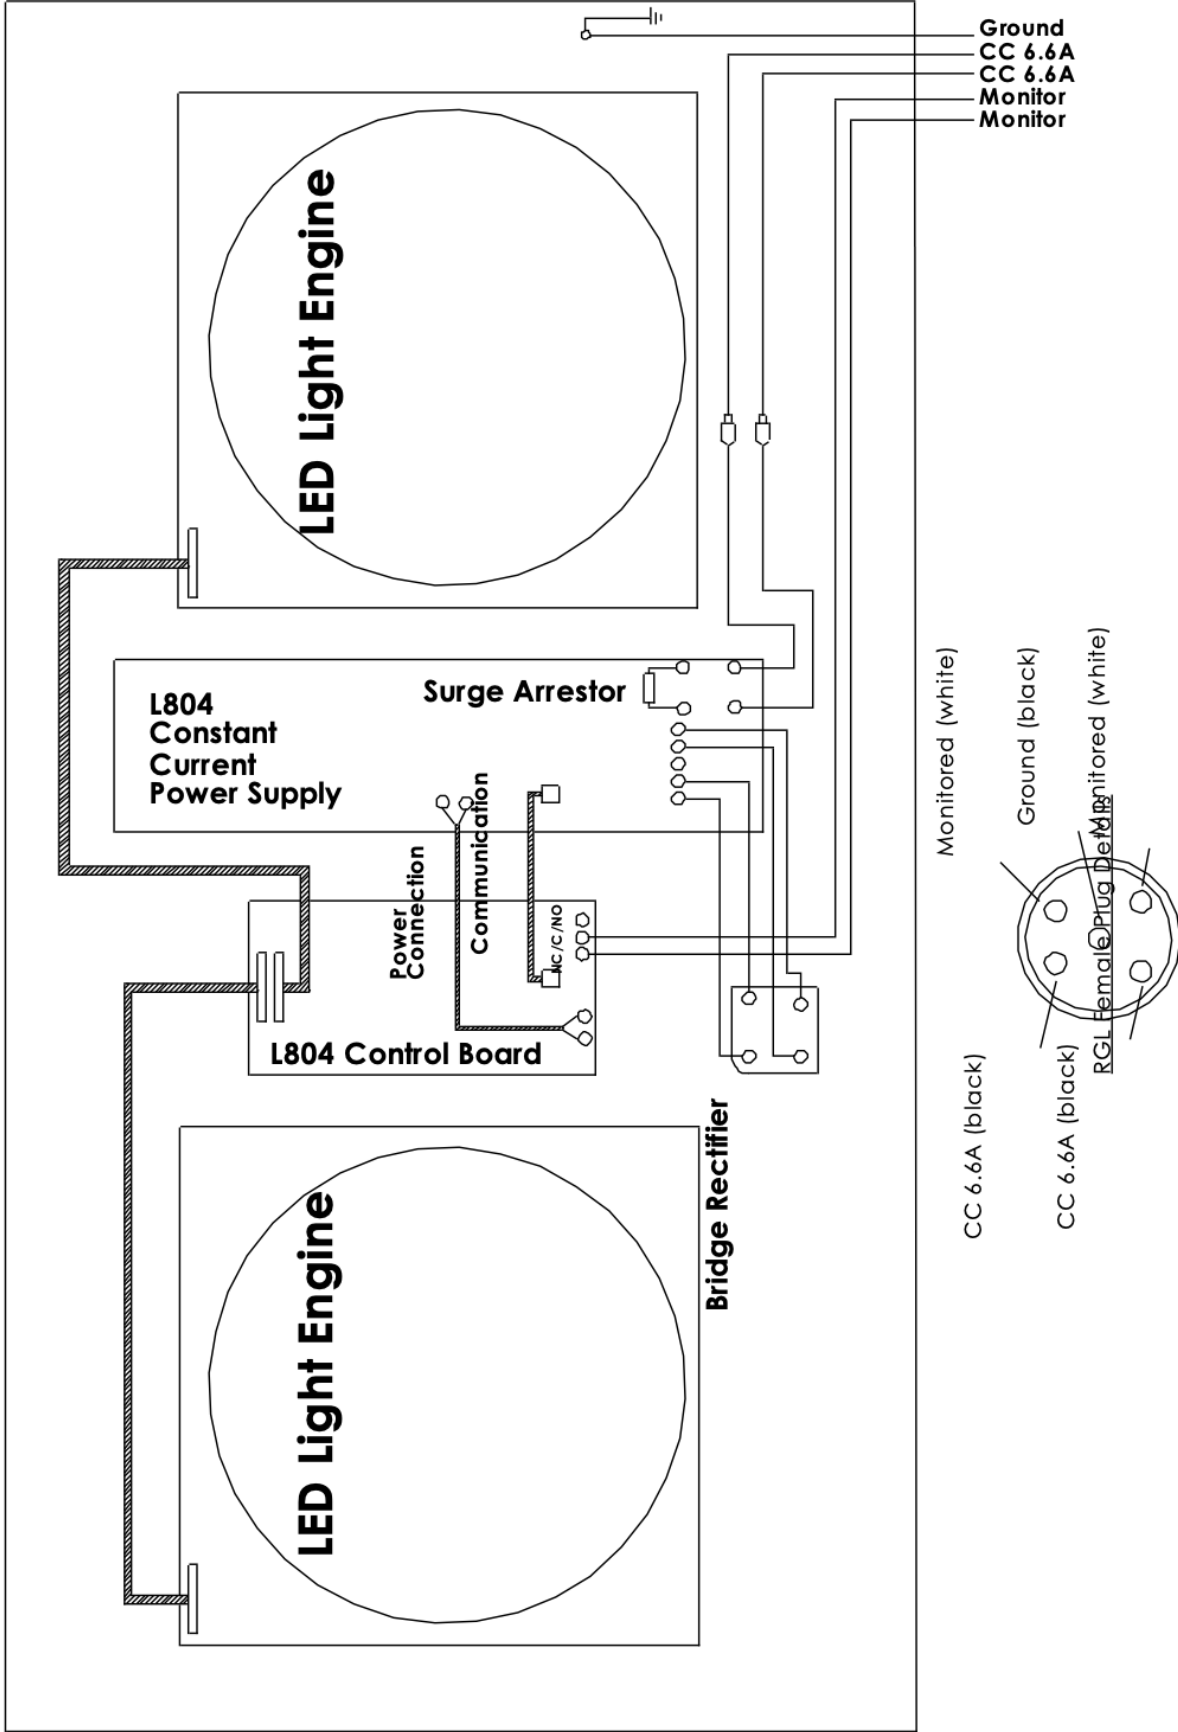 Ground
CC 6.6A
CC 6.6A
Monitor
Monitor
LED Light Engine
L804
Constant
Current
Power Supply
Surge Arrestor
Power
Connection
Communication
NC/C/NO
L804 Control Board
Bridge Rectifier
LED Light Engine
Monitored (white)
Ground (black)
Monitored (white)
RGL Female Plug Details
CC 6.6A (black)
CC 6.6A (black)